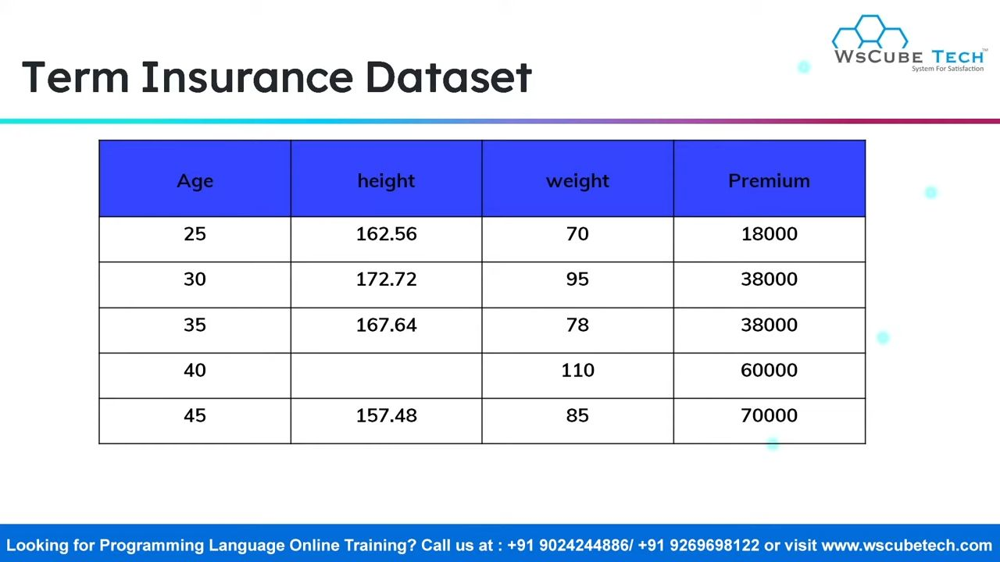 WSCUBE TECH™
System For Satisfaction
Term Insurance Dataset
Age height weight Premium
25 162.56 70 18000
30 172.72 95 38000
35 167.64 78 38000
40 110 60000
45 157.48 85 70000
Looking for Programming Language Online Training? Call us at : +91 9024244886/ +91 9269698122 or visit www.wscubetech.com